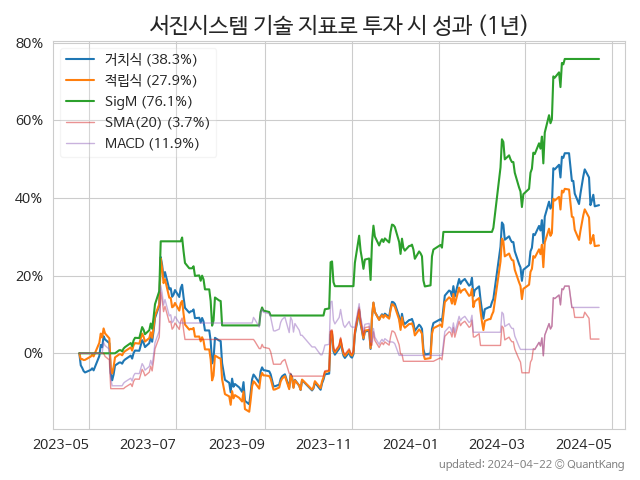 서진시스템 기술 지표로 투자 시 성과 (1년)
80%
60%
40%
20%
0%
거치식 (38.3%)
적립식 (27.9%)
SigM (76.1%)
SMA(20) (3.7%)
MACD (11.9%)
2023-05 2023-07 2023-09 2023-11 2024-01 2024-03 2024-05
updated: 2024-04-22 © QuantKang